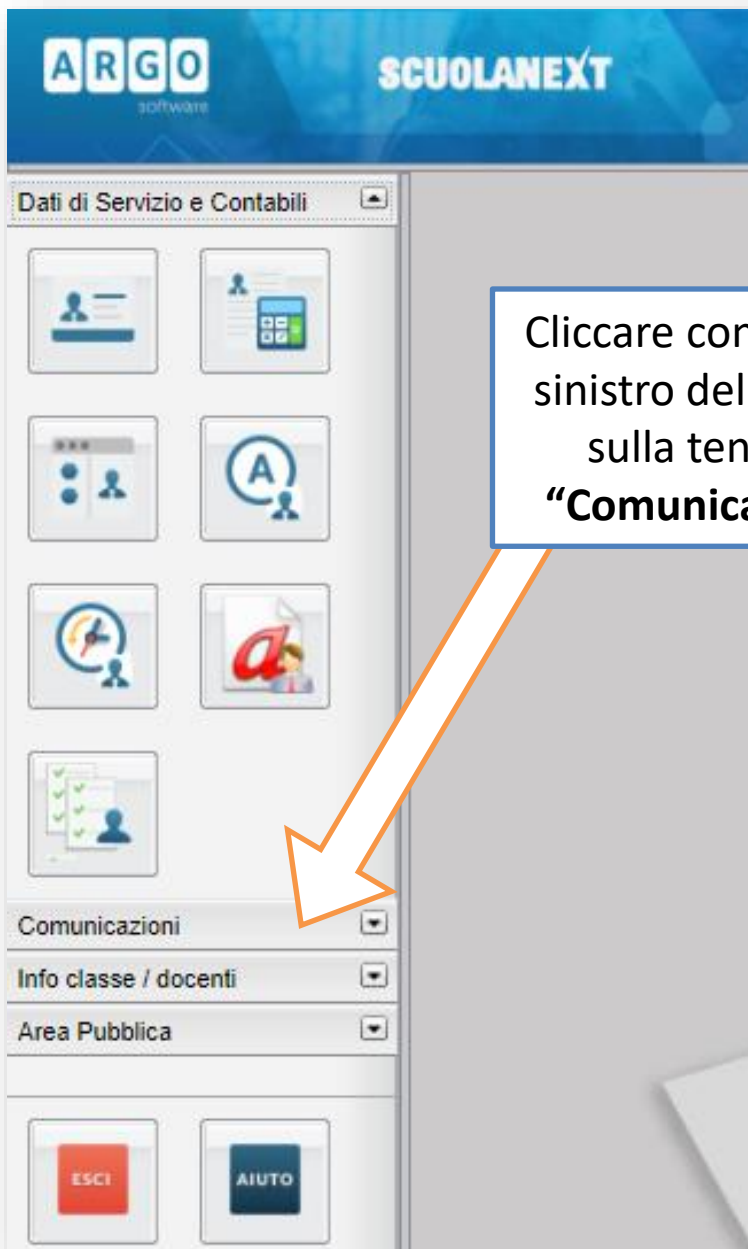 ARGO
software
SCUOLANEXT
Dati di Servizio e Contabili
A
a
Cliccare con
sinistro del
sulla ten
“Comunica
Comunicazioni
Info classe / docenti
Area Pubblica
ESCI
AIUTO